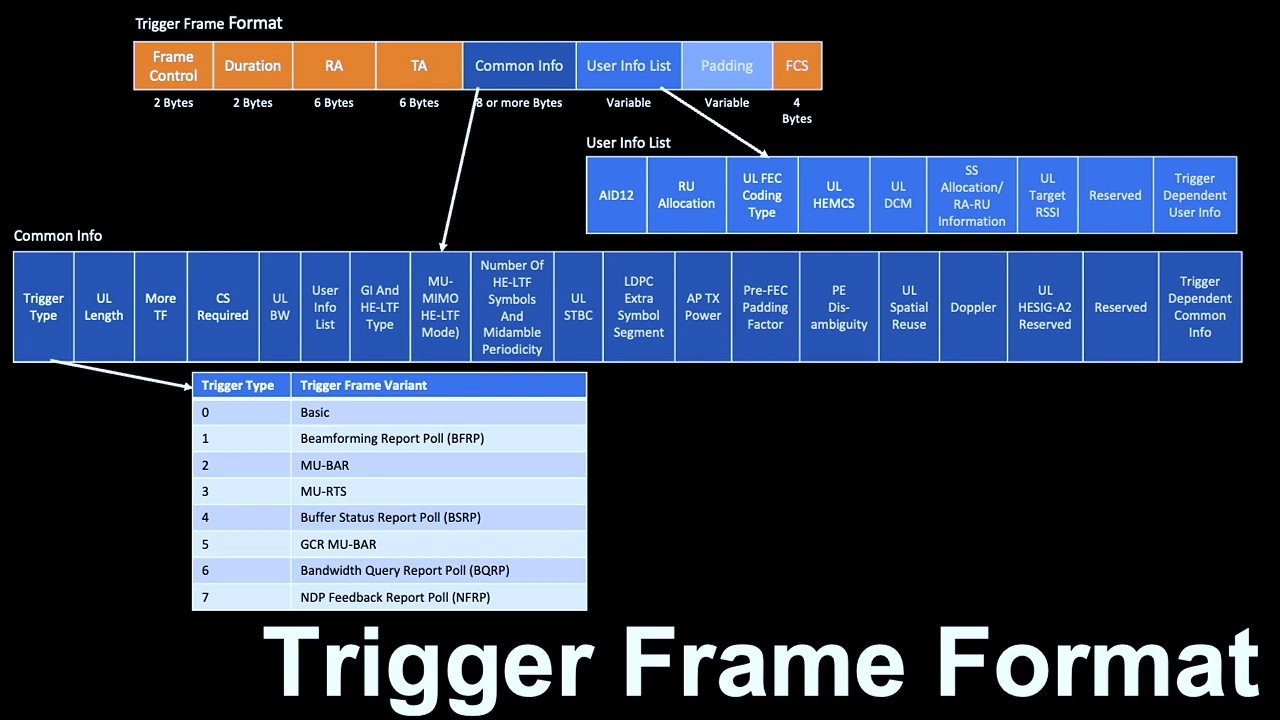 Trigger Frame Format
Frame
Control
Duration
RA
TA
Common Info
User Info List
Padding
FCS
2 Bytes
2 Bytes
6 Bytes
6 Bytes
8 or more Bytes
Variable
Variable
4
Bytes
User Info List
AID12
RU
Allocation
UL FEC
Coding
Type
UL
HEMCS
UL
DCM
SS
Allocation/
RA-RU
Information
UL
Target
RSSI
Reserved
Trigger
Dependent
User Info
Common Info
Trigger
Type
UL
Length
More
TF
CS
Required
UL
BW
User
Info
List
GI And
HE-LTF
Type
MU-
MIMO
HE-LTF
Mode)
Number Of
HE-LTF
Symbols
And
Midamble
Periodicity
UL
STBC
LDPC
Extra
Symbol
Segment
AP TX
Power
Pre-FEC
Padding
Factor
PE
Dis-
ambiguity
UL
Spatial
Reuse
Doppler
UL
HESIG-A2
Reserved
Reserved
Trigger
Dependent
Common
Info
Trigger Type Trigger Frame Variant
0 Basic
1 Beamforming Report Poll (BFRP)
2 MU-BAR
3 MU-RTS
4 Buffer Status Report Poll (BSRP)
5 GCR MU-BAR
6 Bandwidth Query Report Poll (BQRP)
7 NDP Feedback Report Poll (NFRP)
Trigger Frame Format